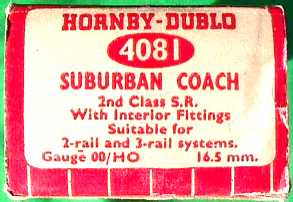 HORNBY-DUBLO
4081
SUBURBAN COACH
2nd Class S.R.
With Interior Fittings
Suitable for
2-rail and 3-rail systems.
Gauge 00/HO 16.5 mm.